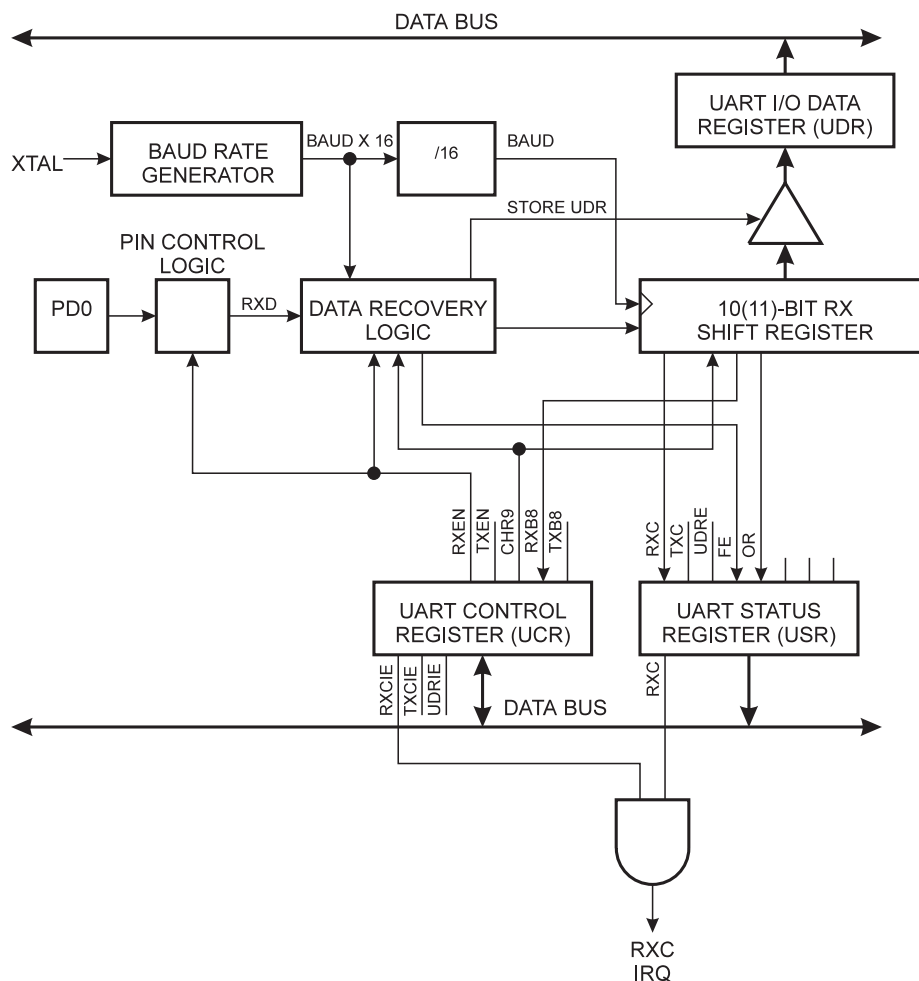 DATA BUS
UART I/O DATA
REGISTER (UDR)
XTAL
BAUD RATE
GENERATOR
BAUD X 16
/16
BAUD
STORE UDR
PIN CONTROL
LOGIC
PD0
RXD
DATA RECOVERY
LOGIC
10(11)-BIT RX
SHIFT REGISTER
RXEN
TXEN
CHR9
RXB8
TXB8
RXC
TXC
UDRE
FE
OR
UART CONTROL
REGISTER (UCR)
UART STATUS
REGISTER (USR)
RXCIE
TXCIE
UDRIE
RXC
DATA BUS
RXC
IRQ